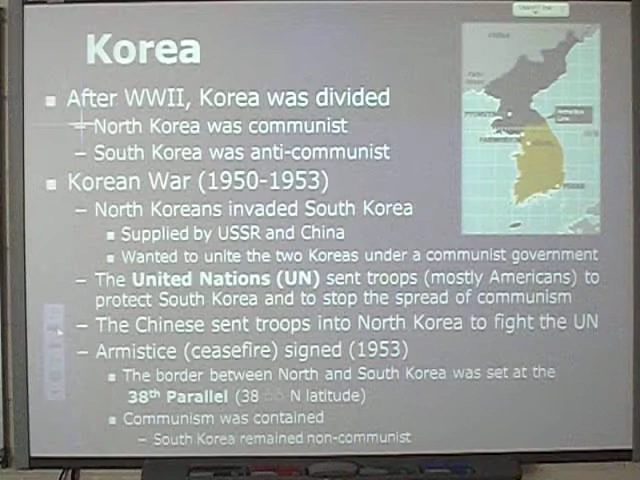 Korea
■ After WWII, Korea was divided
– North Korea was communist
– South Korea was anti-communist
■ Korean War (1950-1953)
– North Koreans invaded South Korea
■ Supplied by USSR and China
■ Wanted to unite the two Koreas under a communist government
– The United Nations (UN) sent troops (mostly Americans) to
protect South Korea and to stop the spread of communism
– The Chinese sent troops into North Korea to fight the UN
– Armistice (ceasefire) signed (1953)
■ The border between North and South Korea was set at the
38th Parallel (38 N latitude)
■ Communism was contained
– South Korea remained non-communist